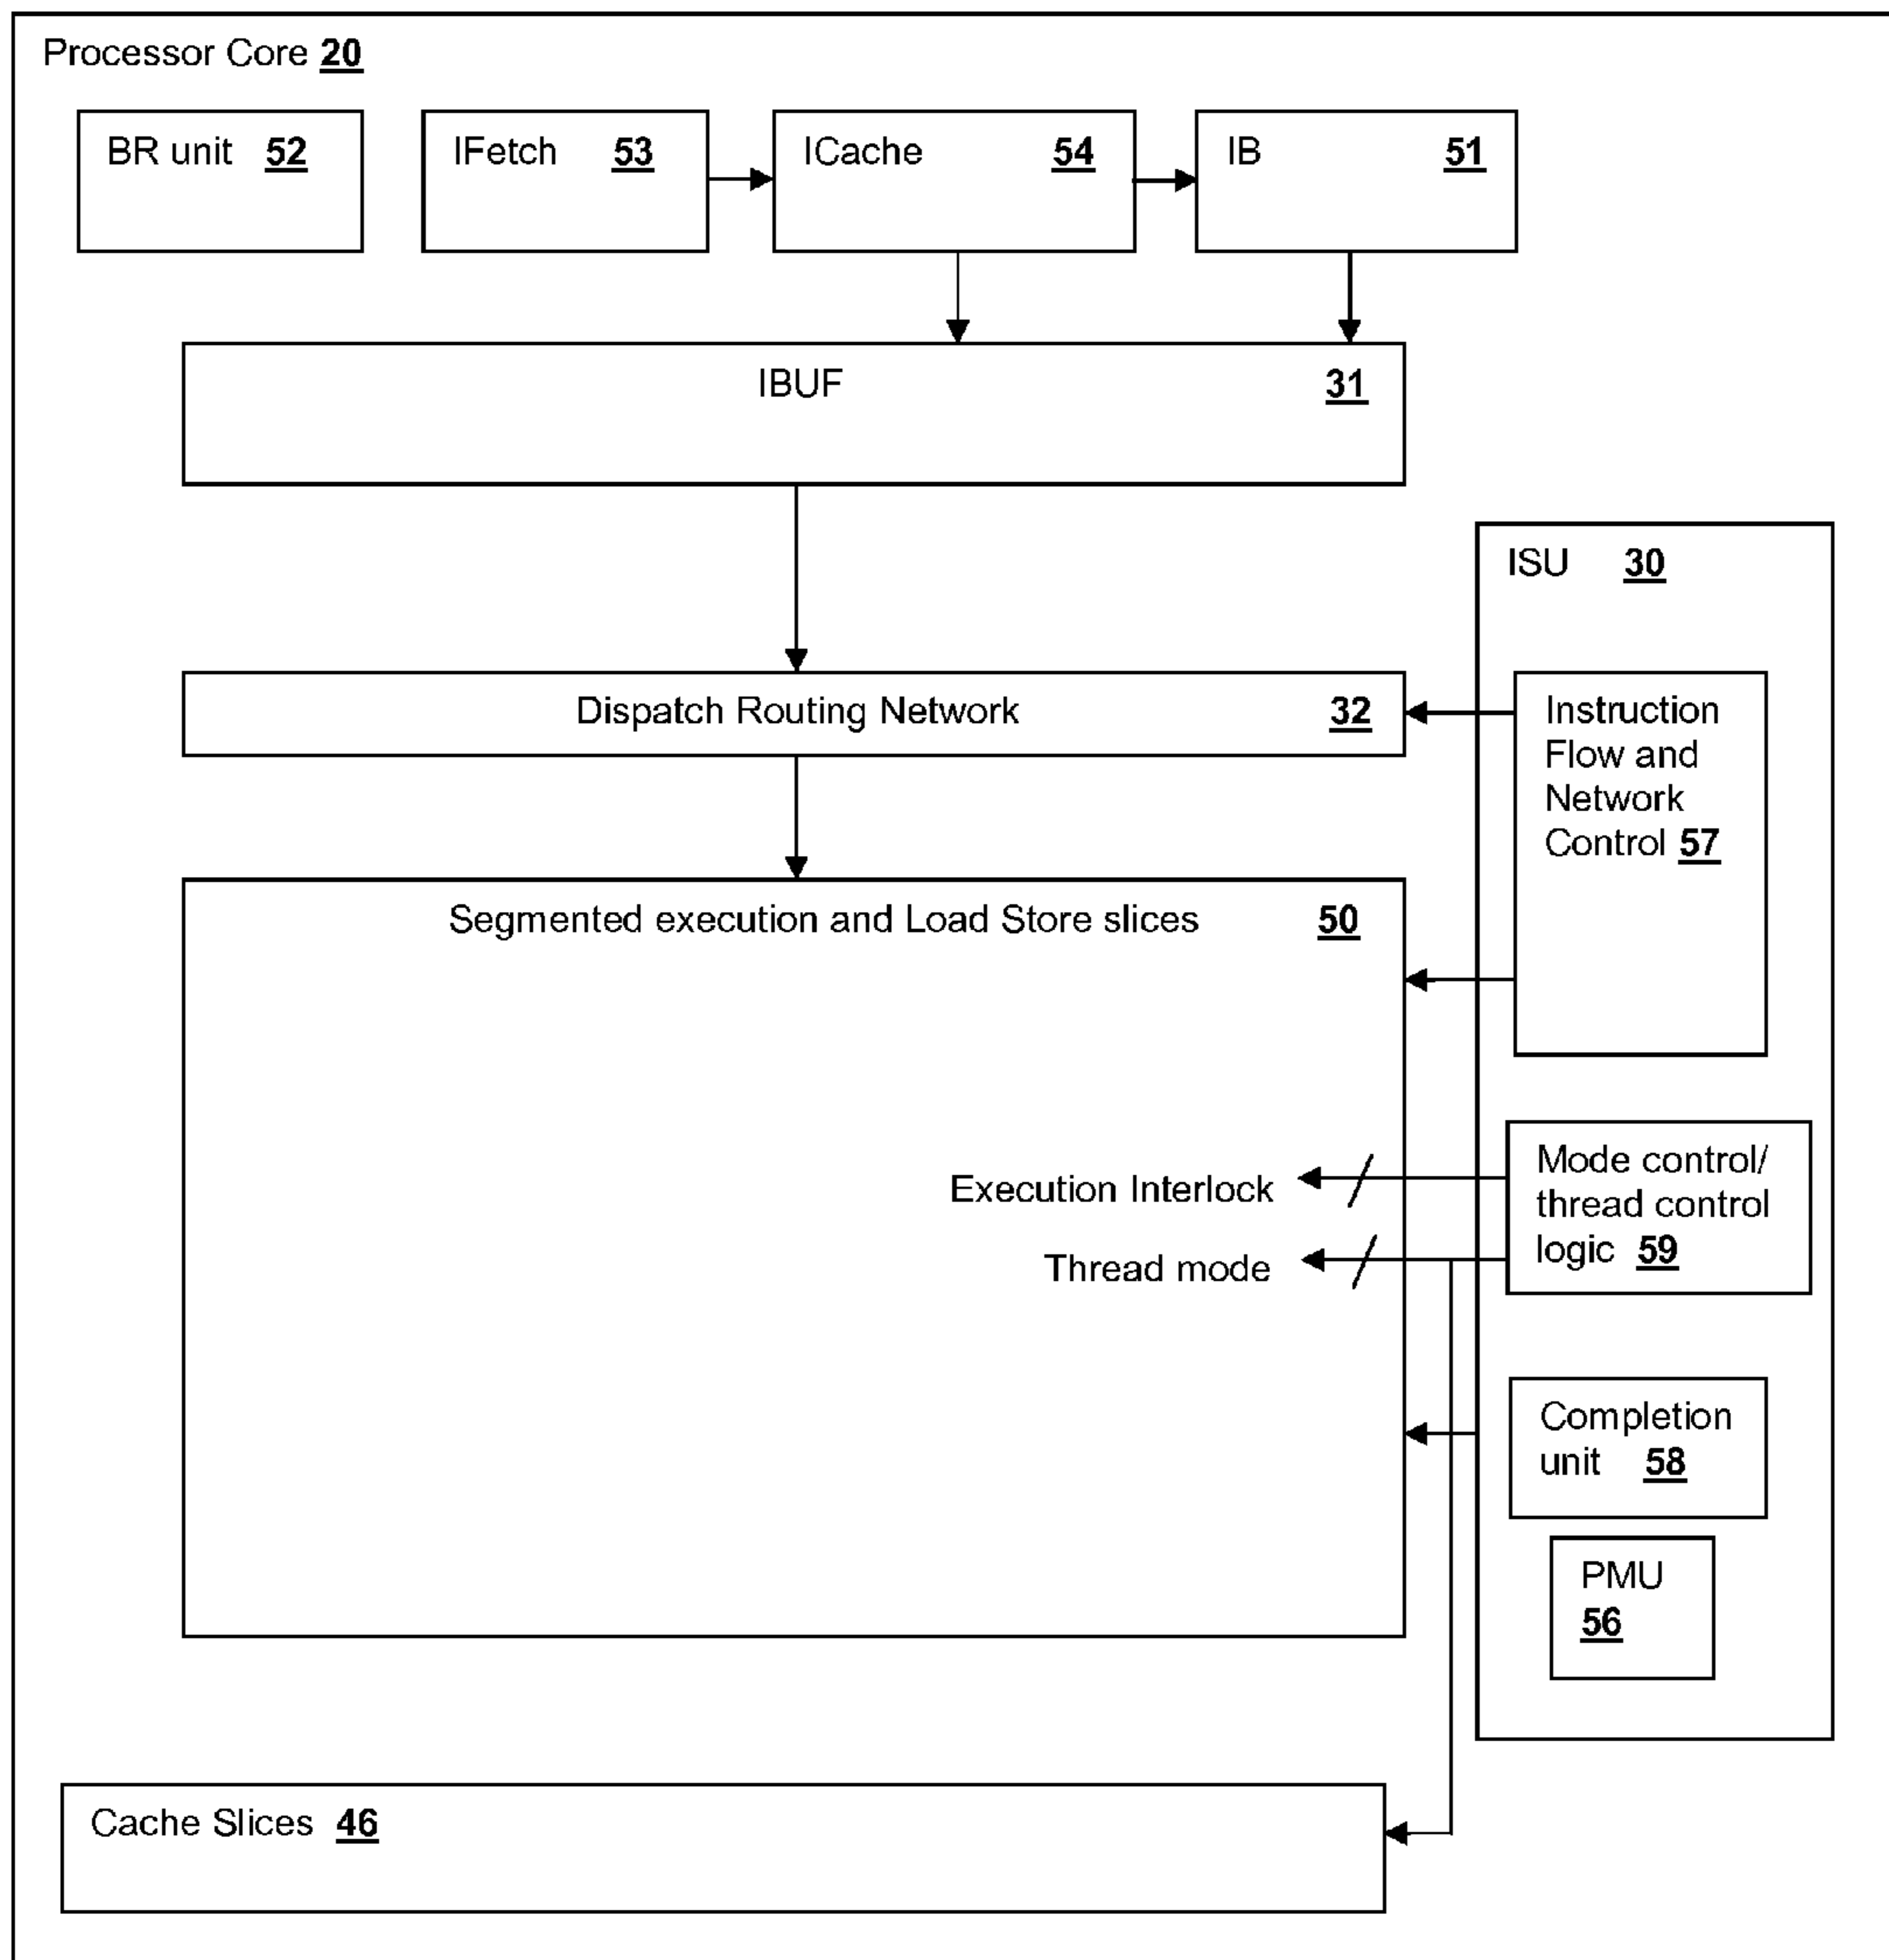 Processor Core 20
BR unit 52
IFetch 53
ICache 54
IB 51
IBUF 31
ISU 30
Dispatch Routing Network 32
Instruction
Flow and
Network
Control 57
Segmented execution and Load Store slices 50
Execution Interlock
Thread mode
Mode control/
thread control
logic 59
Completion
unit 58
PMU
56
Cache Slices 46